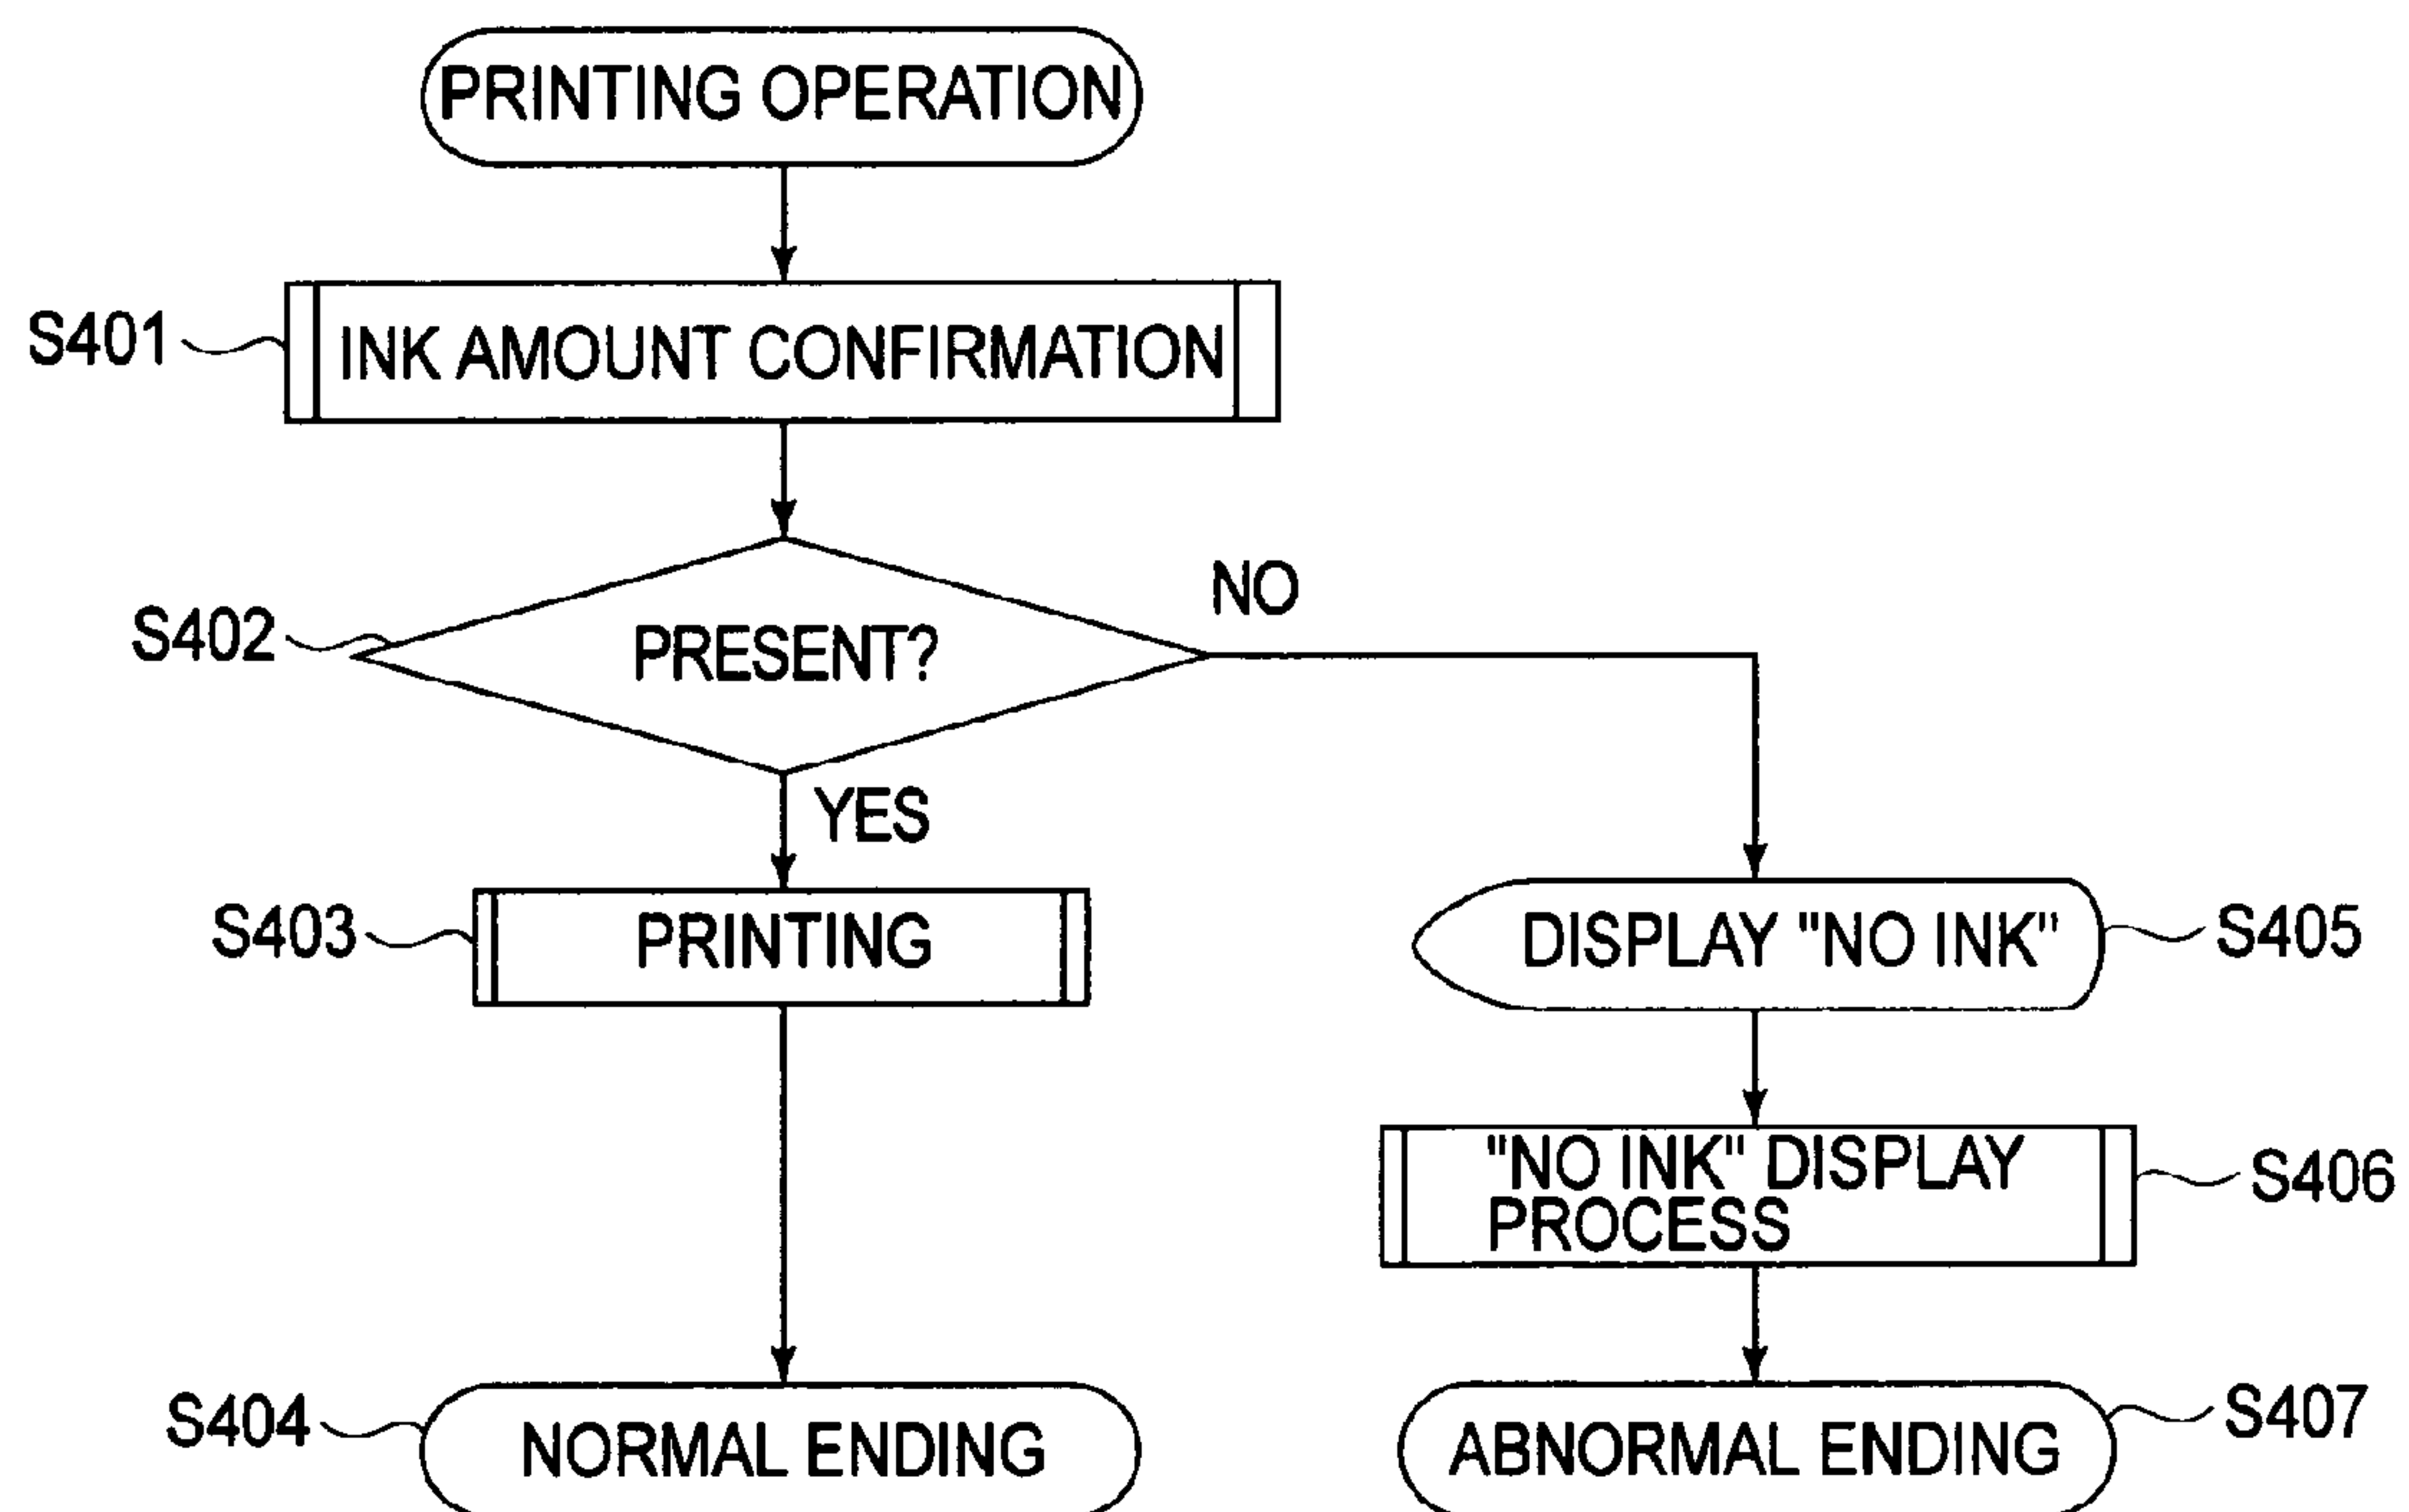 PRINTING OPERATION
S401
INK AMOUNT CONFIRMATION
S402
PRESENT?
NO
YES
S403
PRINTING
DISPLAY "NO INK"
S405
"NO INK" DISPLAY
PROCESS
S406
S404
NORMAL ENDING
ABNORMAL ENDING
S407